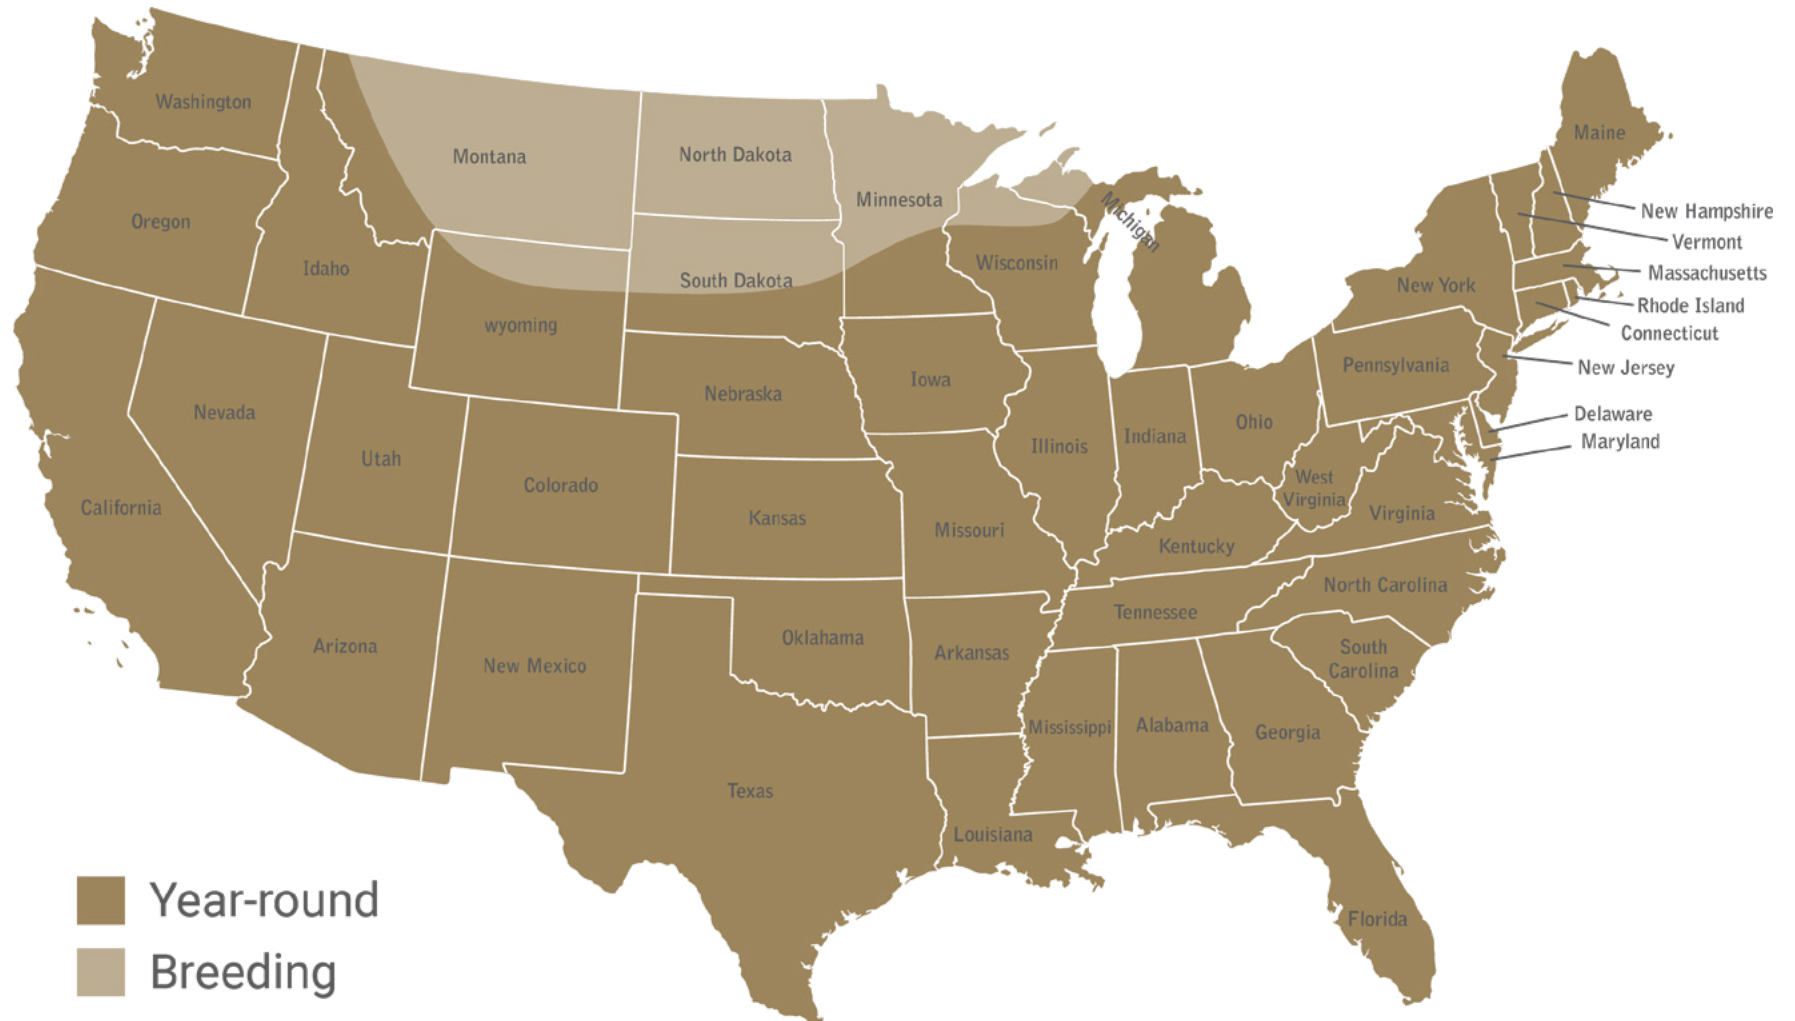 Washington
Montana
North Dakota
Minnesota
Michigan
Maine
Oregon
Idaho
South Dakota
Wisconsin
New York
New Hampshire
Vermont
Massachusetts
Rhode Island
Connecticut
wyoming
Nebraska
Iowa
Pennsylvania
New Jersey
Nevada
Utah
Colorado
Illinois
Indiana
Ohio
Delaware
Maryland
California
Kansas
Missouri
West
Virginia
Virginia
Kentucky
North Carolina
Arizona
New Mexico
Oklahoma
Arkansas
Tennessee
South
Carolina
Texas
Louisiana
Mississippi
Alabama
Georgia
Florida
Year-round
Breeding